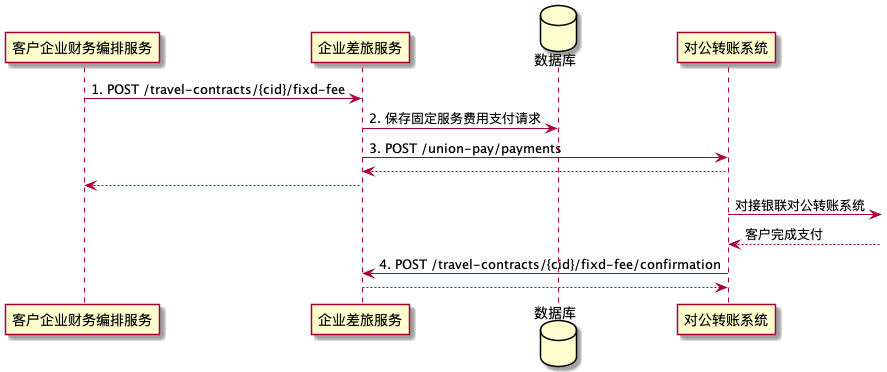 客户企业财务编排服务
企业差旅服务
数据库
对公转账系统
1. POST /travel-contracts/{cid}/fixd-fee
2. 保存固定服务费用支付请求
3. POST /union-pay/payments
对接银联对公转账系统
客户完成支付
4. POST /travel-contracts/{cid}/fixd-fee/confirmation
客户企业财务编排服务
企业差旅服务
数据库
对公转账系统